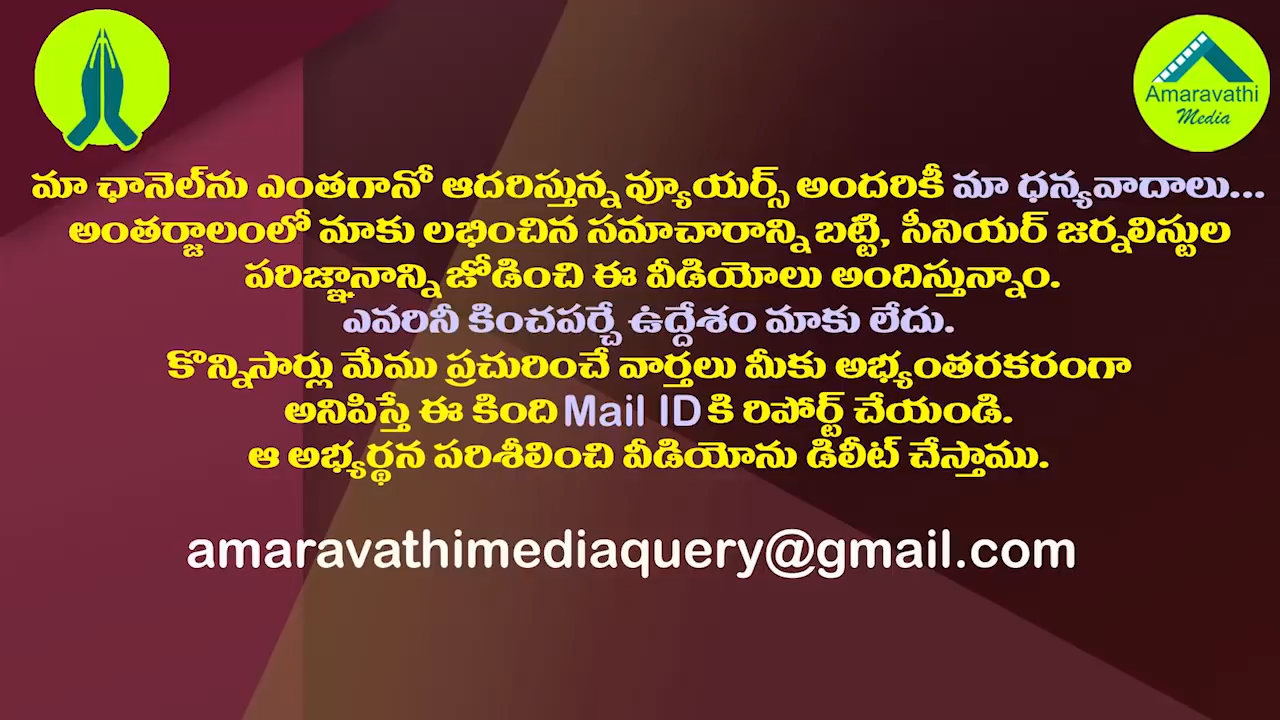 Amaravathi
Media
మా ఛానెల్‌ను ఎంతగానో ఆదరిస్తున్న వ్యూయర్స్ అందరికీ మా ధన్యవాదాలు...
అంతర్జాలంలో మాకు లభించిన సమాచారాన్ని బట్టి, సీనియర్ జర్నలిస్టుల
పరిజ్ఞానాన్ని జోడించి ఈ వీడియోలు అందిస్తున్నాం.
ఎవరినీ కించపర్చే ఉద్దేశం మాకు లేదు.
కొన్నిసార్లు మేము ప్రచురించే వార్తలు మీకు అభ్యంతరకరంగా
అనిపిస్తే ఈ కింది Mail ID కి రిపోర్ట్ చేయండి.
ఆ అభ్యర్థన పరిశీలించి వీడియోను డిలీట్ చేస్తాము.
amaravathimediaquery@gmail.com